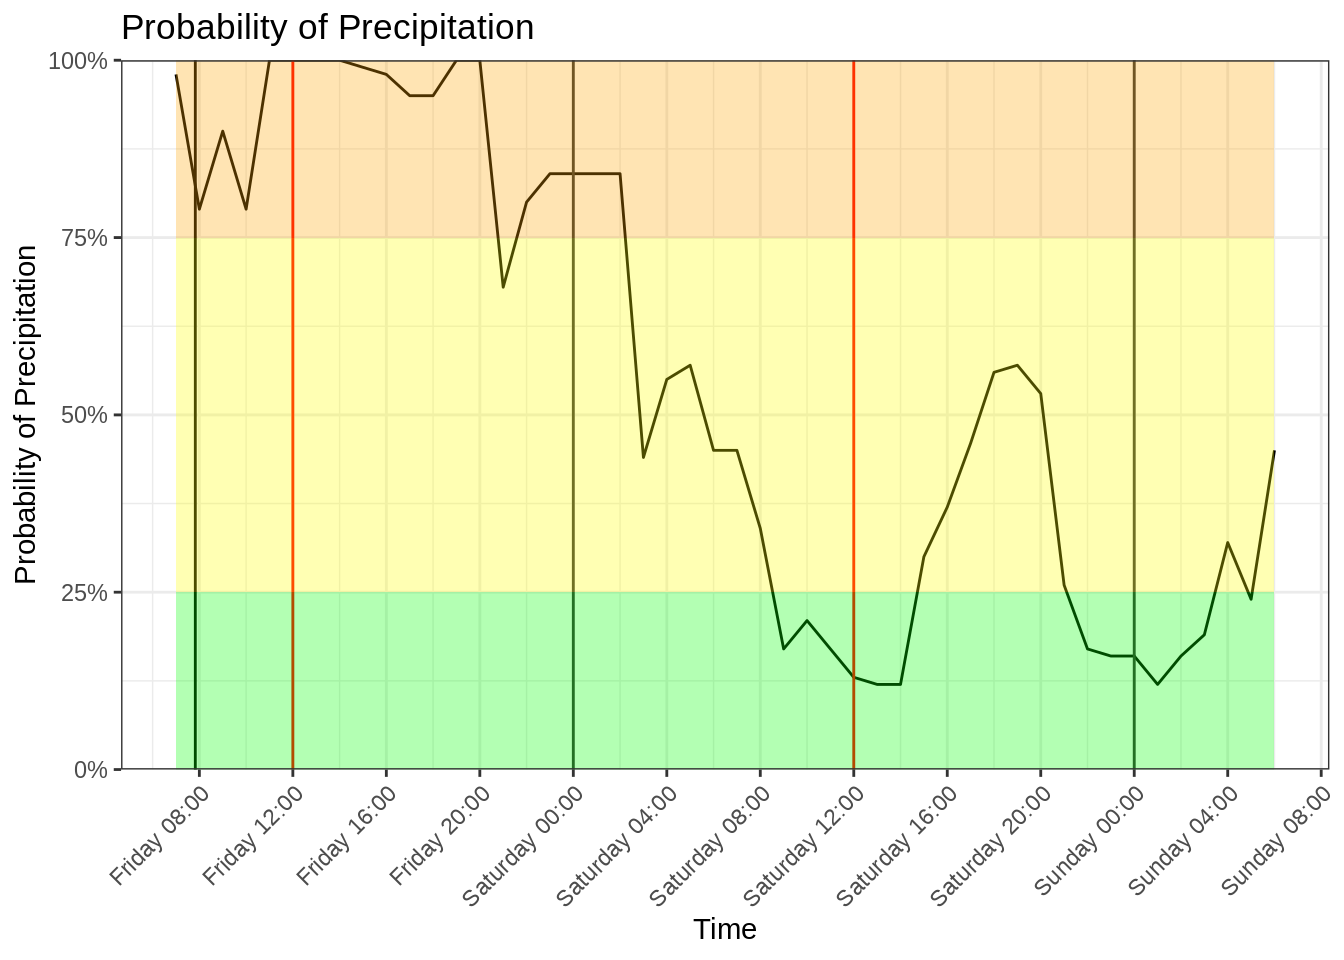 Probability of Precipitation
Probability of Precipitation
100%
75%
50%
25%
0%
Friday 08:00
Friday 12:00
Friday 16:00
Friday 20:00
Saturday 00:00
Saturday 04:00
Saturday 08:00
Saturday 12:00
Saturday 16:00
Saturday 20:00
Sunday 00:00
Sunday 04:00
Sunday 08:00
Time